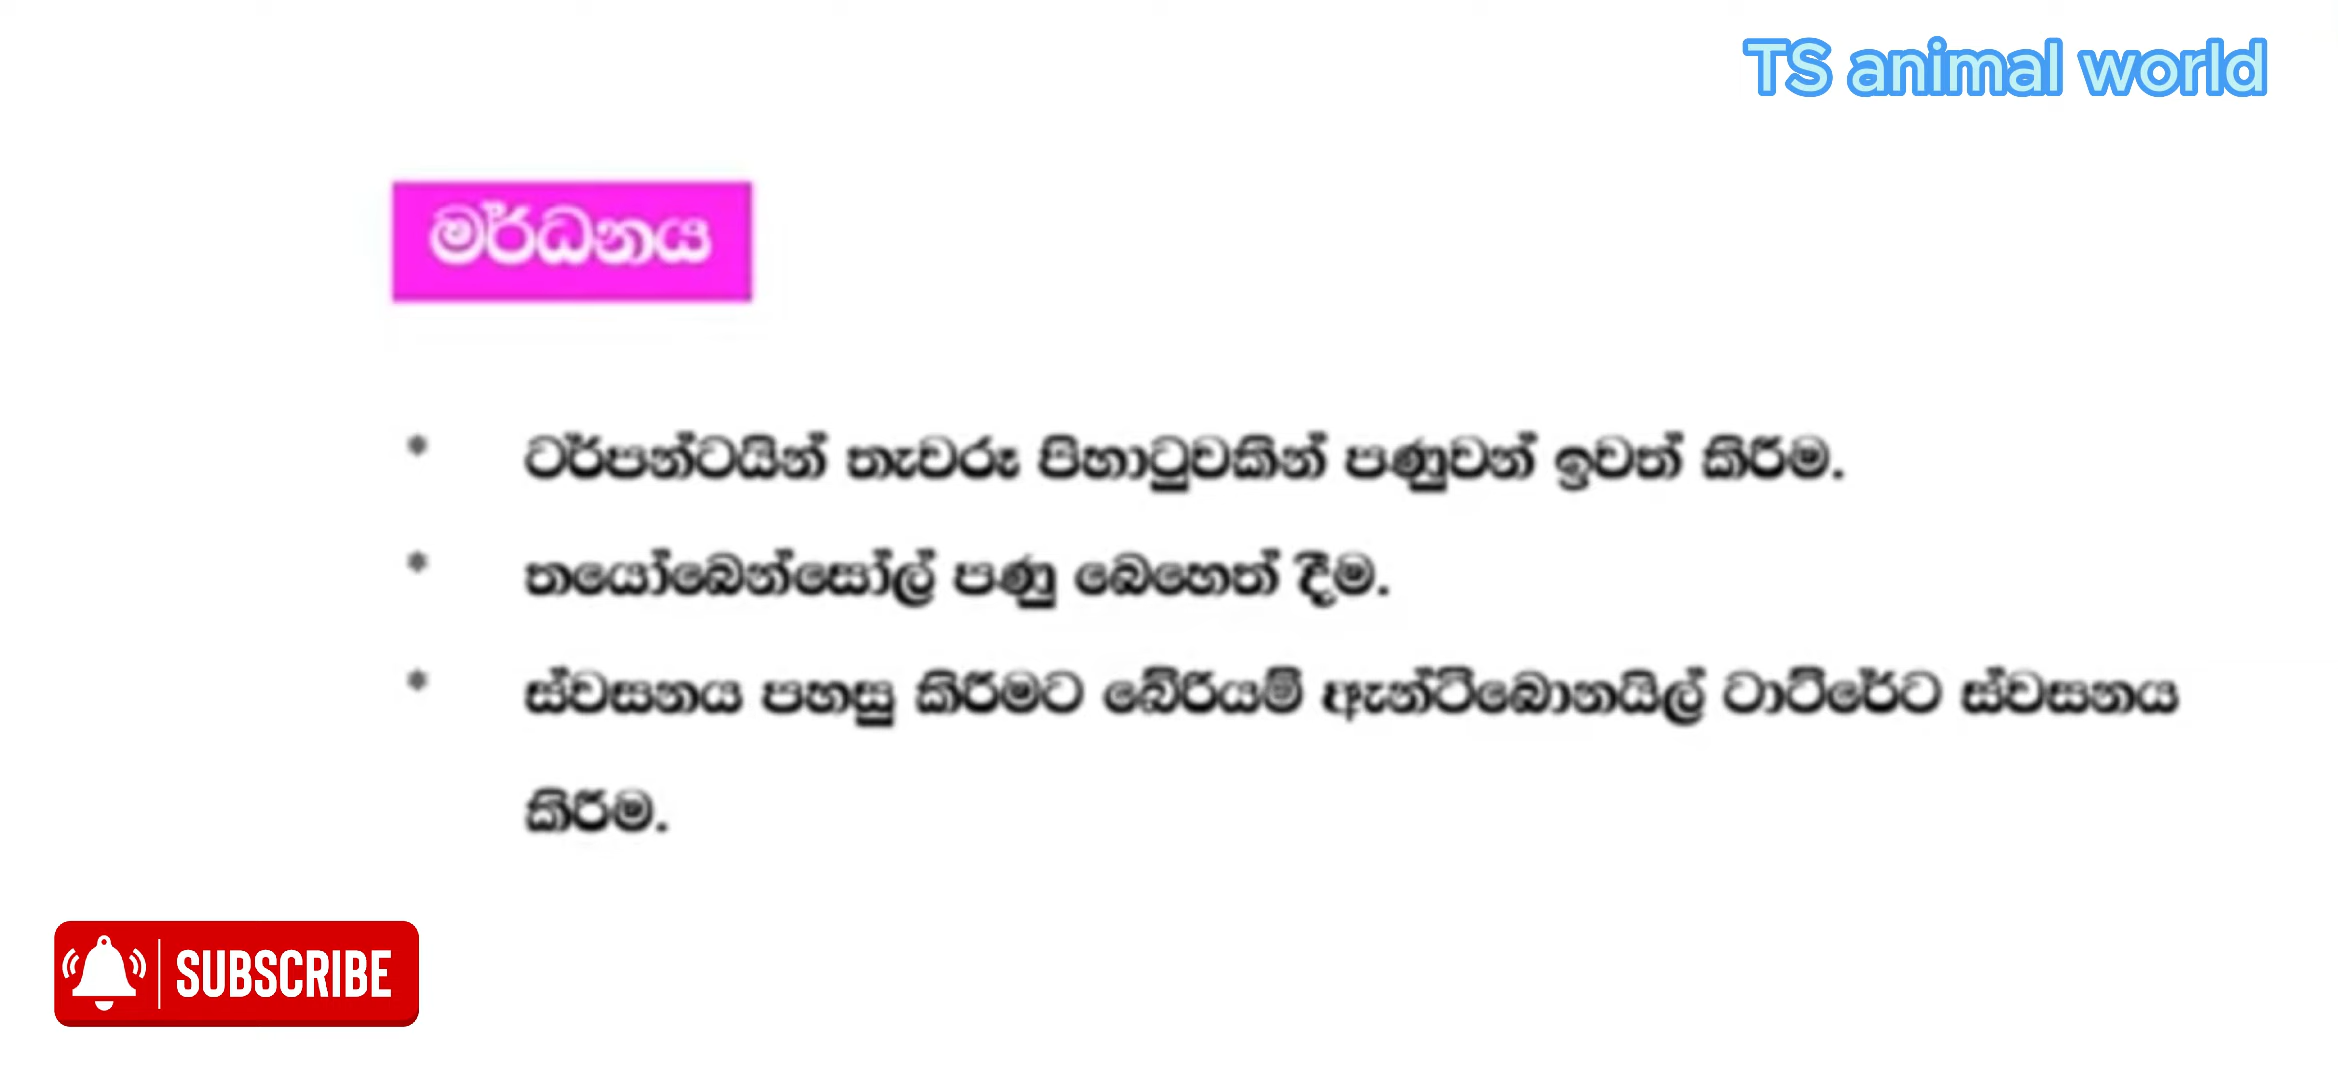 TS animal world
මර්ධනය
* ටර්පන්ටයින් තැවරූ පිහාටුවකින් පණුවන් ඉවත් කිරීම.
* තයෝබෙන්සෝල් පණු බෙහෙත් දීම.
* ස්වසනය පහසු කිරීමට බේරියම් ඇන්ටිබොනයිල් ටාට්රේට ස්වසනය
කිරීම.
SUBSCRIBE